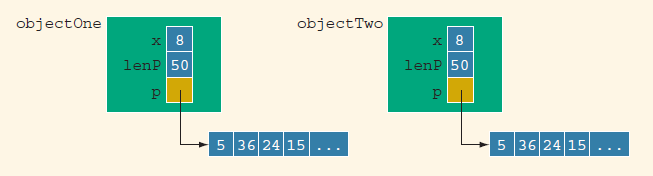 objectOne
x 8
lenP 50
p
5 36 24 15 ...
objectTwo
x 8
lenP 50
p
5 36 24 15 ...